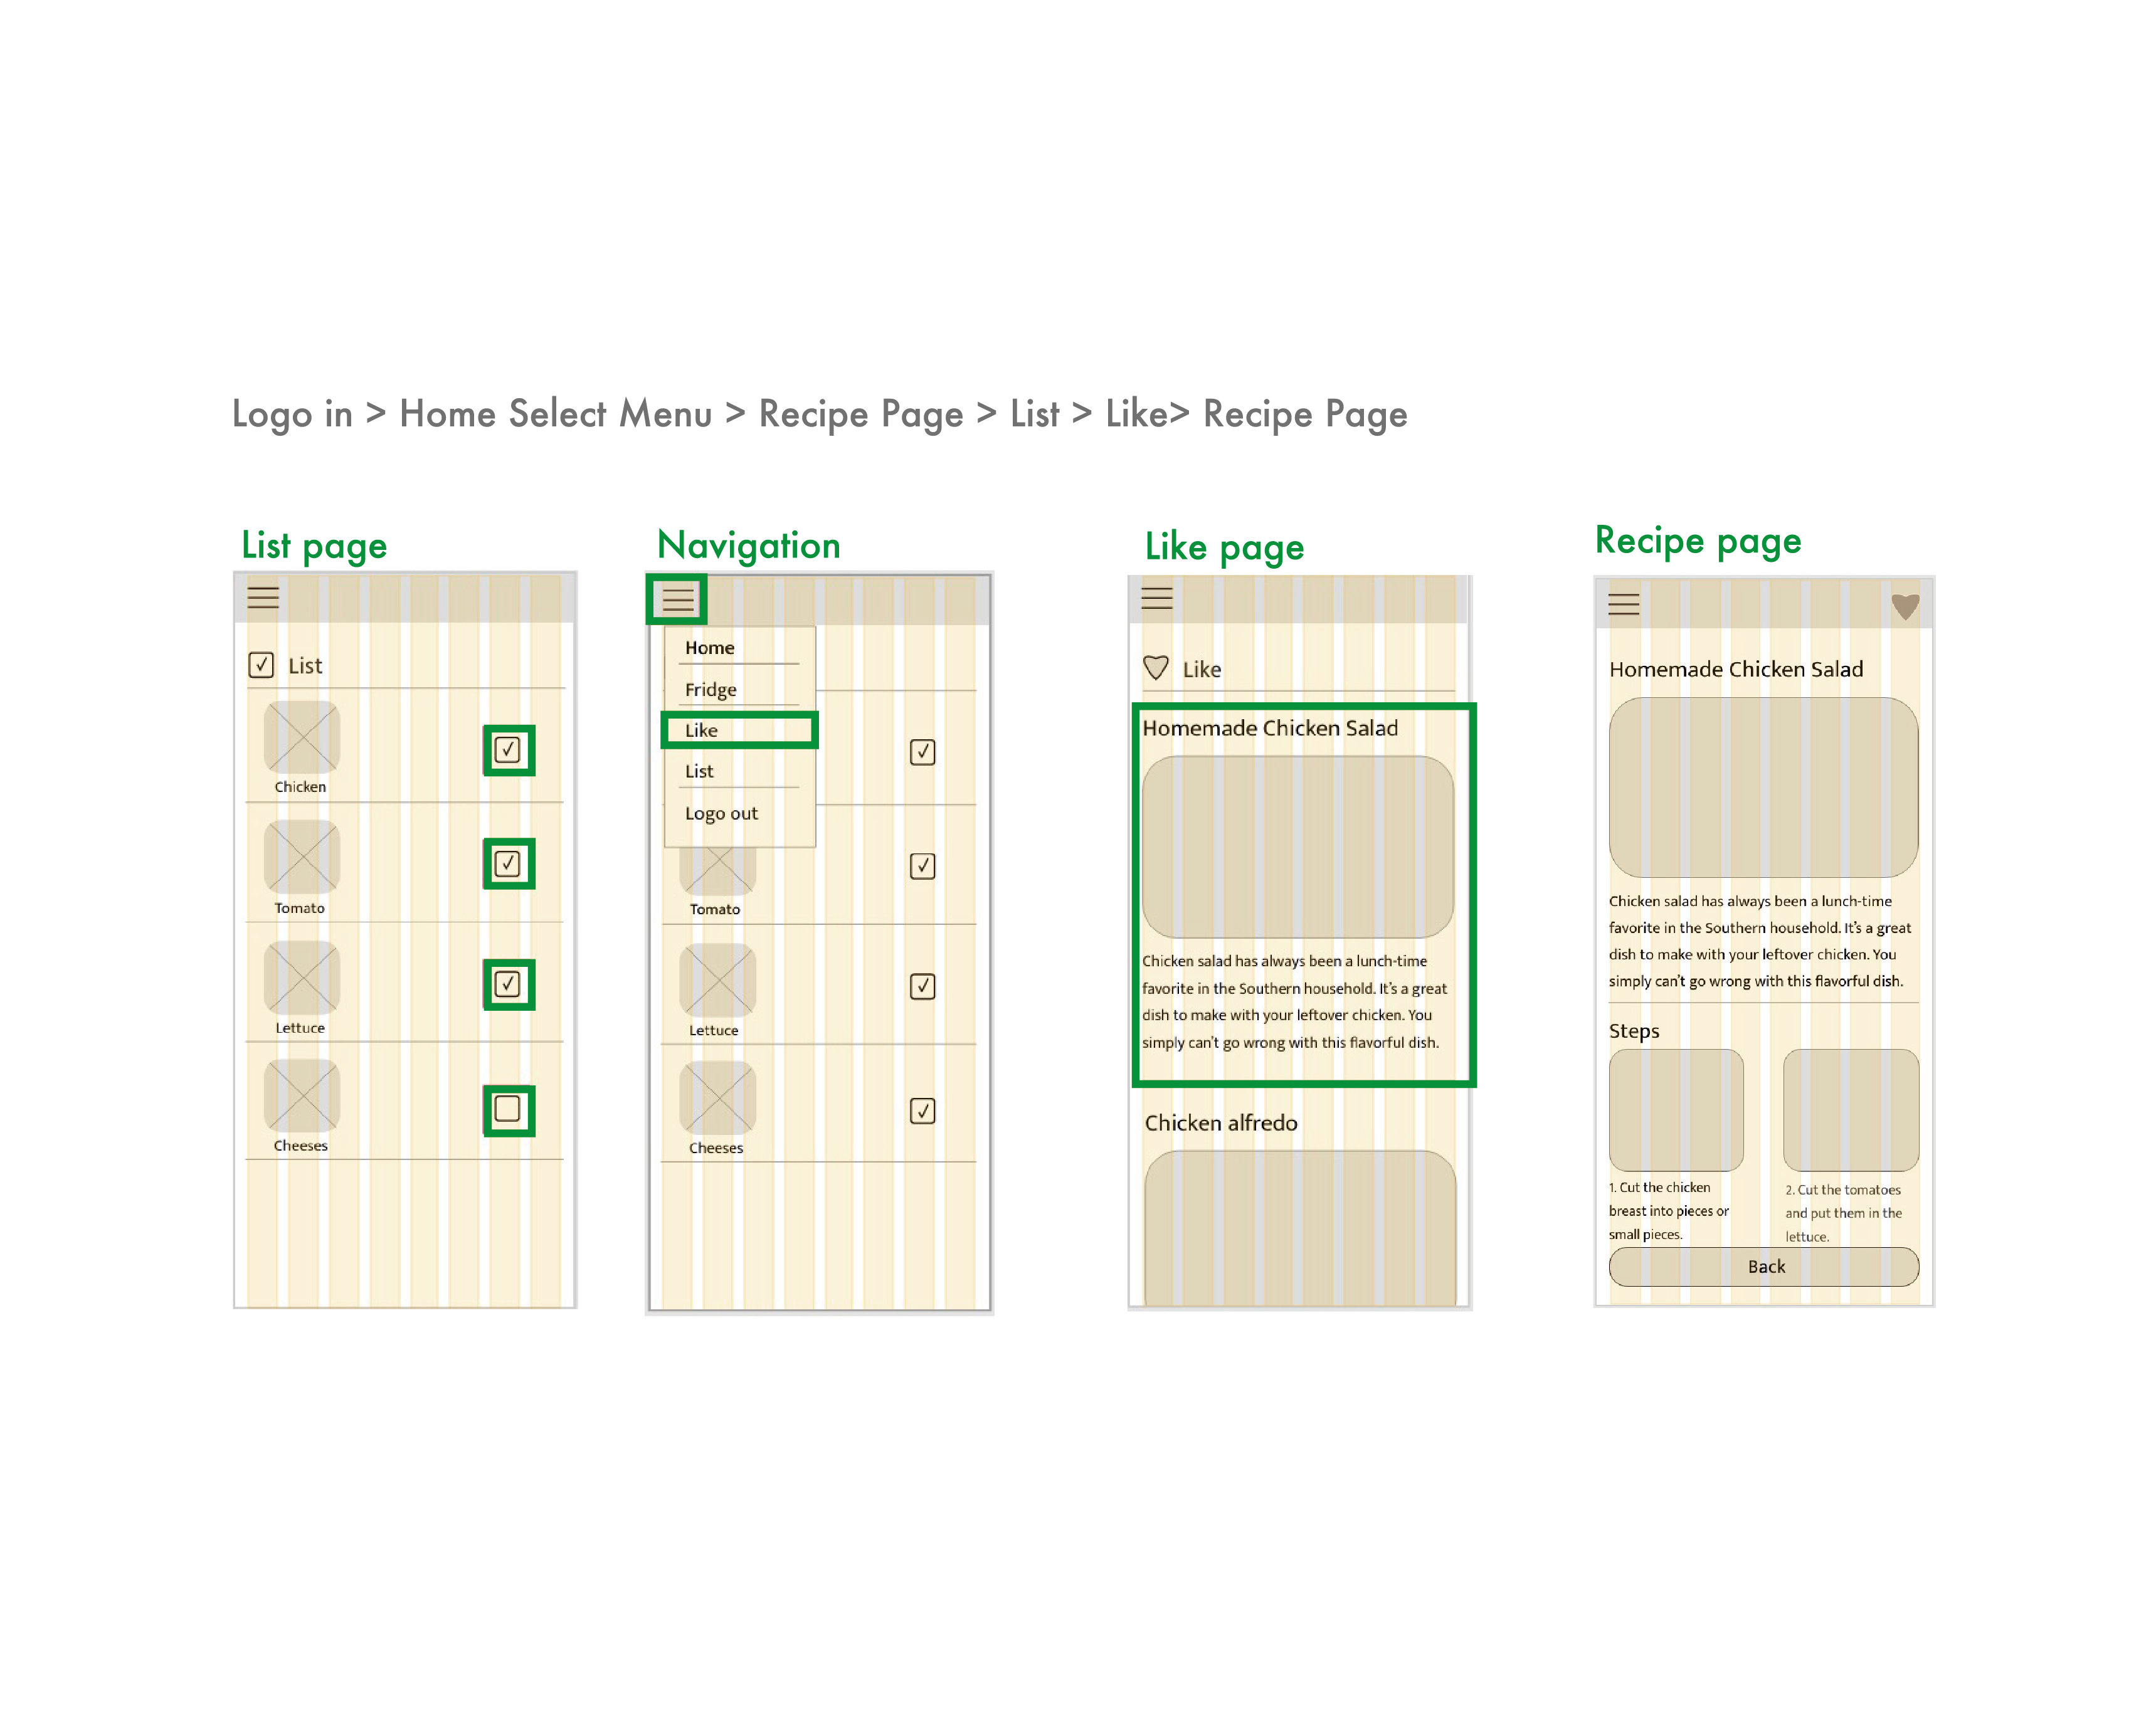 Logo in > Home Select Menu > Recipe Page > List > Like> Recipe Page
List page
List
Chicken
Tomato
Lettuce
Cheeses
Navigation
Home
Fridge
Like
List
Logo out
Tomato
Lettuce
Cheeses
Like page
Like
Homemade Chicken Salad
Chicken salad has always been a lunch-time
favorite in the Southern household. It's a great
dish to make with your leftover chicken. You
simply can't go wrong with this flavorful dish.
Chicken alfredo
Recipe page
Homemade Chicken Salad
Chicken salad has always been a lunch-time
favorite in the Southern household. It's a great
dish to make with your leftover chicken. You
simply can't go wrong with this flavorful dish.
Steps
1. Cut the chicken
breast into pieces or
small pieces.
2. Cut the tomatoes
and put them in the
lettuce.
Back